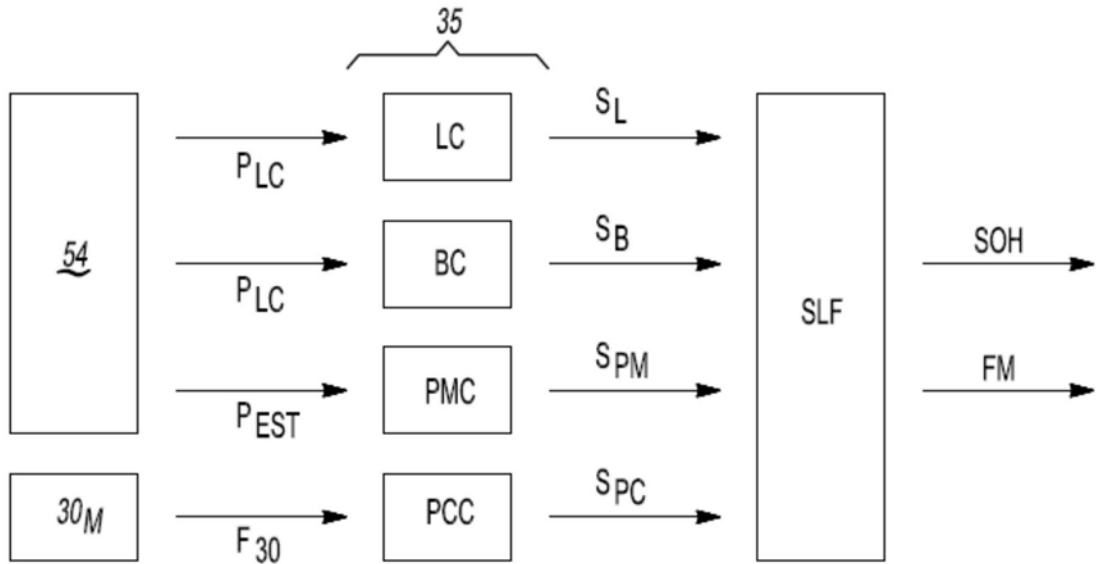 35
LC
S_L
P_LC
54
BC
S_B
P_LC
SLF
SOH
PMC
S_PM
FM
P_EST
30_M
PCC
S_PC
F_30